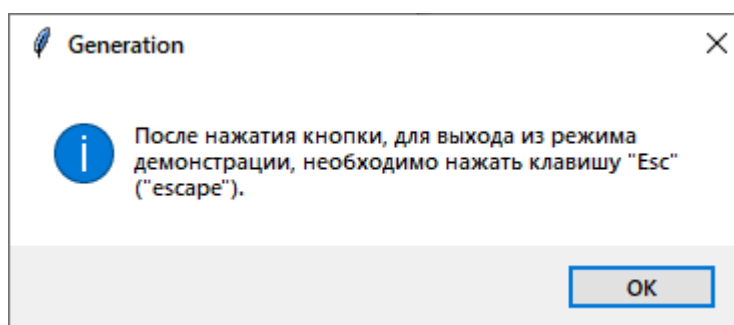 Generation
После нажатия кнопки, для выхода из режима
демонстрации, необходимо нажать клавишу "Esc"
("escape").
OK